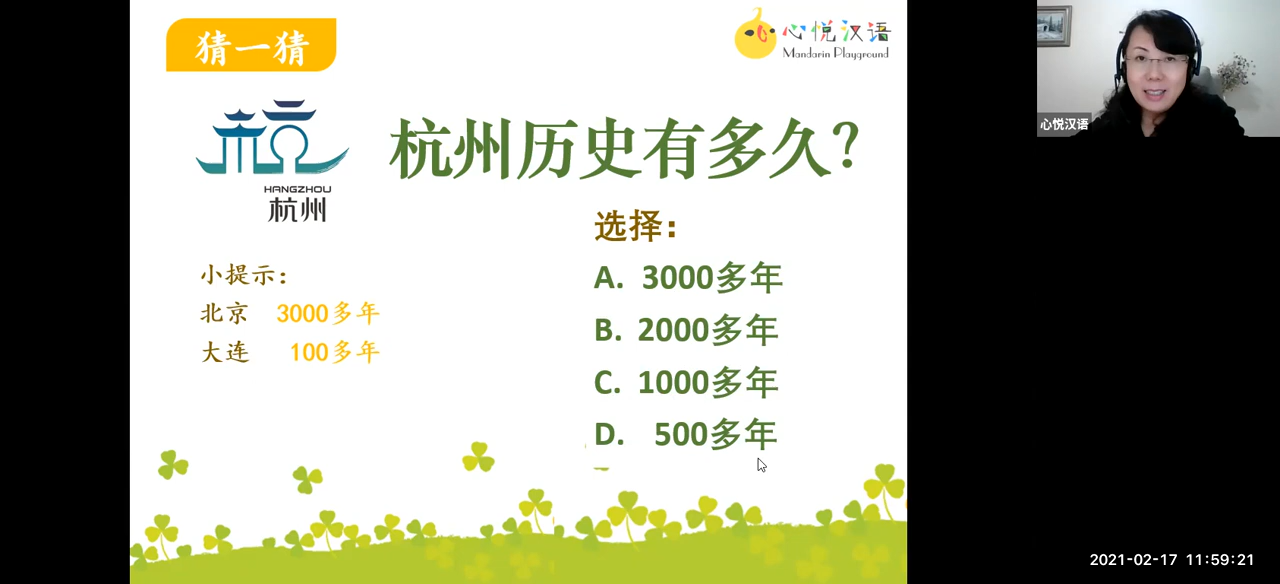 猜一猜
心悦汉语
Mandarin Playground
杭
HANGZHOU
杭州
杭州历史有多久?
选择:
小提示:
北京 3000多年
大连 100多年
A. 3000多年
B. 2000多年
C. 1000多年
D. 500多年
心悦汉语
2021-02-17 11:59:21